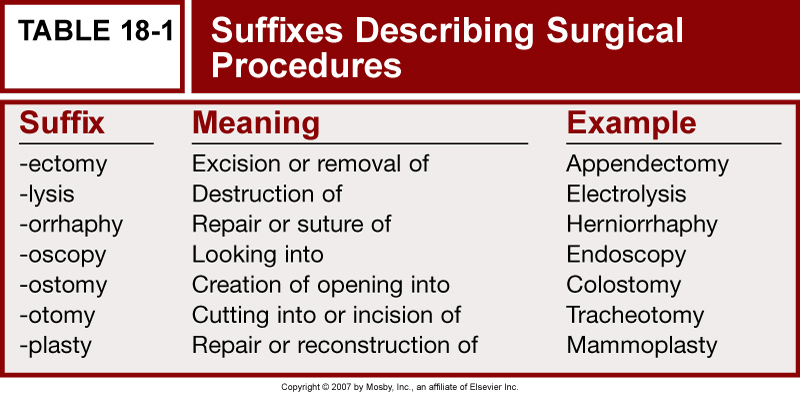 TABLE 18-1
Suffixes Describing Surgical
Procedures
Suffix Meaning Example
-ectomy Excision or removal of Appendectomy
-lysis Destruction of Electrolysis
-orrhaphy Repair or suture of Herniorrhaphy
-oscopy Looking into Endoscopy
-ostomy Creation of opening into Colostomy
-otomy Cutting into or incision of Tracheotomy
-plasty Repair or reconstruction of Mammoplasty
Copyright © 2007 by Mosby, Inc., an affiliate of Elsevier Inc.